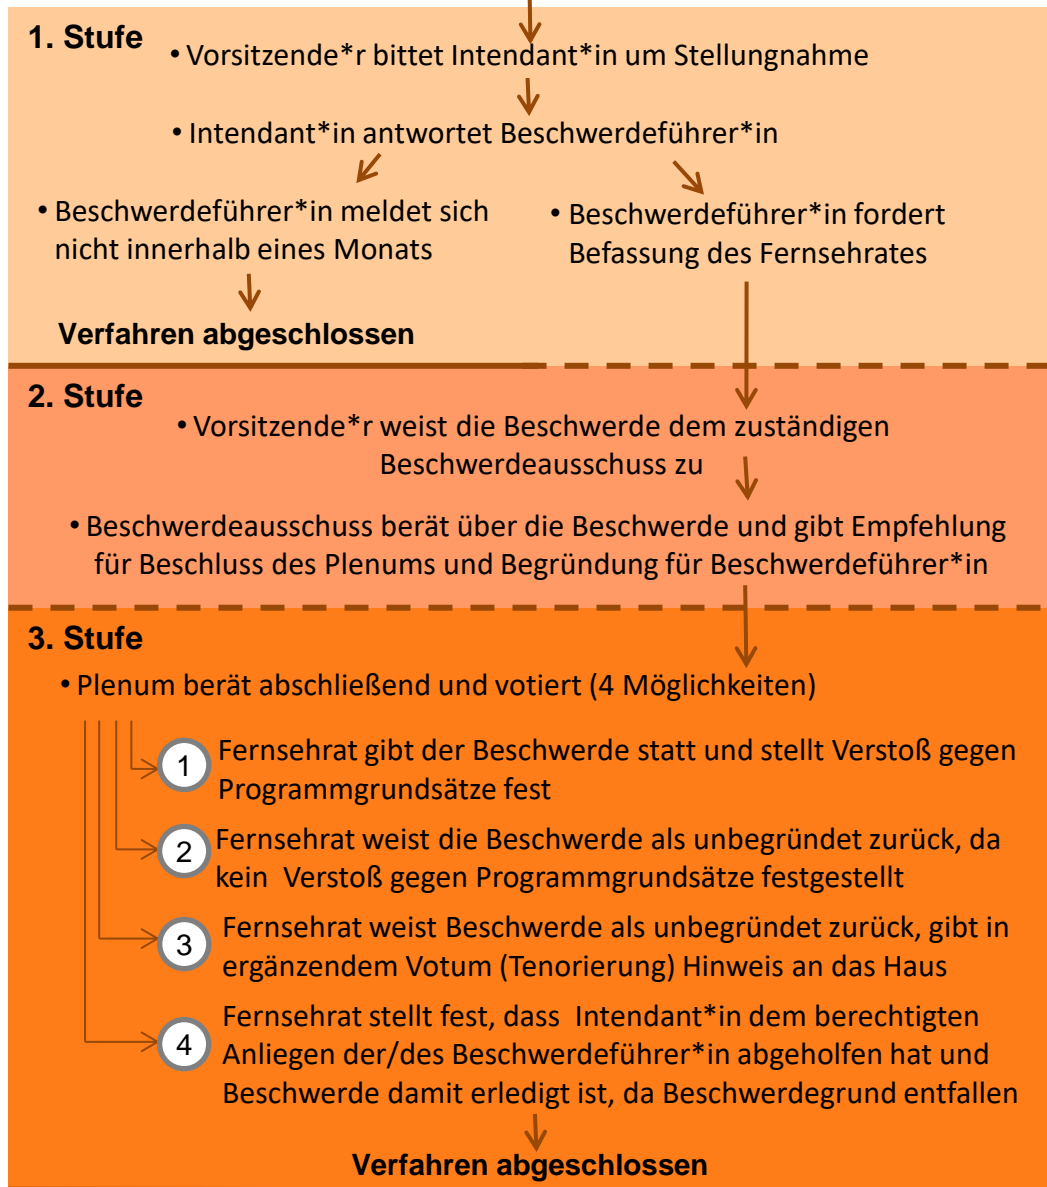 1. Stufe
• Vorsitzende*r bittet Intendant*in um Stellungnahme
• Intendant*in antwortet Beschwerdeführer*in
• Beschwerdeführer*in meldet sich
nicht innerhalb eines Monats
• Beschwerdeführer*in fordert
Befassung des Fernsehrates
Verfahren abgeschlossen
2. Stufe
• Vorsitzende*r weist die Beschwerde dem zuständigen
Beschwerdeausschuss zu
• Beschwerdeausschuss berät über die Beschwerde und gibt Empfehlung
für Beschluss des Plenums und Begründung für Beschwerdeführer*in
3. Stufe
• Plenum berät abschließend und votiert (4 Möglichkeiten)
1 Fernsehrat gibt der Beschwerde statt und stellt Verstoß gegen
Programmgrundsätze fest
2 Fernsehrat weist die Beschwerde als unbegründet zurück, da
kein Verstoß gegen Programmgrundsätze festgestellt
3 Fernsehrat weist Beschwerde als unbegründet zurück, gibt in
ergänzendem Votum (Tenorierung) Hinweis an das Haus
4 Fernsehrat stellt fest, dass Intendant*in dem berechtigten
Anliegen der/des Beschwerdeführer*in abgeholfen hat und
Beschwerde damit erledigt ist, da Beschwerdegrund entfallen
Verfahren abgeschlossen